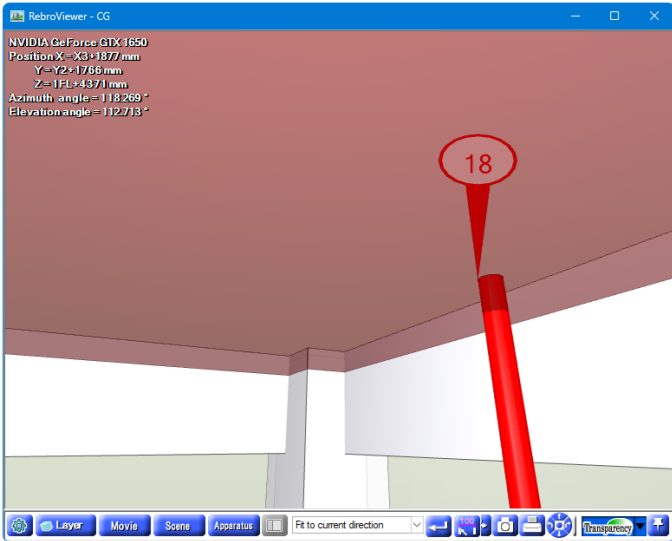 RebroViewer - CG
NVIDIA GeForce GTX 1650
Position X=X3+1877 mm
Y=Y2+1766 mm
Z=1FL+4371 mm
Azimuth angle = 118.269 °
Elevation angle = 112.713 °
18
Layer Movie Scene Apparatus Fit to current direction 100 Transparency